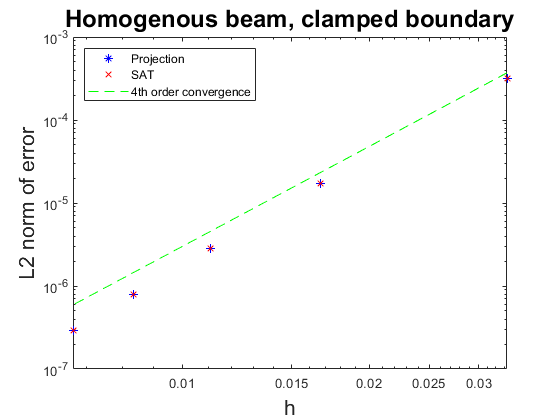 Homogenous beam, clamped boundary
10^-3
Projection
SAT
4th order convergence
10^-4
10^-5
10^-6
10^-7
L2 norm of error
0.01 0.015 0.02 0.025 0.03
h